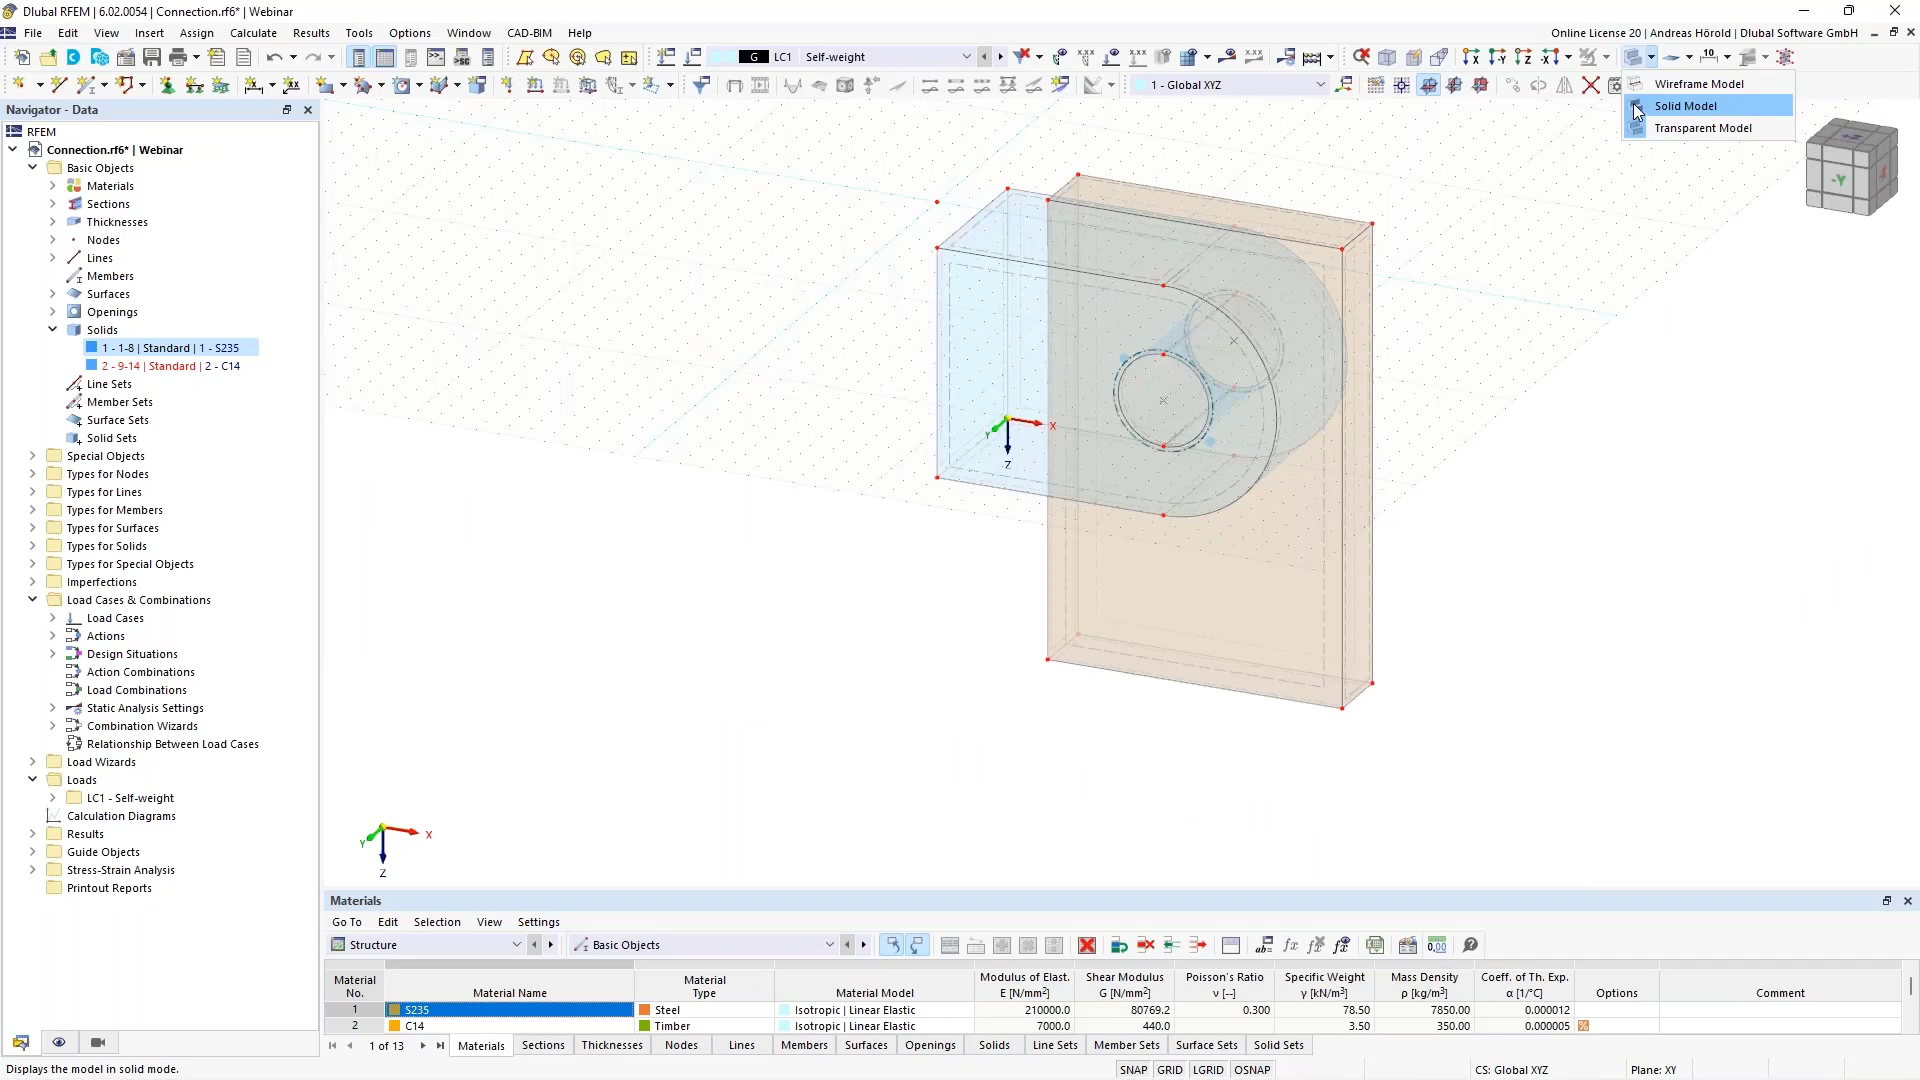 Dlubal RFEM | 6.02.0054 | Connection.rf6* | Webinar
File Edit View Insert Assign Calculate Results Tools Options Window CAD-BIM Help
Online License 20 | Andreas Hörold | Dlubal Software GmbH
G LC1 Self-weight
1 - Global XYZ
Wireframe Model
Solid Model
Transparent Model
Navigator - Data
RFEM
Connection.rf6* | Webinar
Basic Objects
Materials
Sections
Thicknesses
Nodes
Lines
Members
Surfaces
Openings
Solids
1 - 1-8 | Standard | 1 - S235
2 - 9-14 | Standard | 2 - C14
Line Sets
Member Sets
Surface Sets
Solid Sets
Special Objects
Types for Nodes
Types for Lines
Types for Members
Types for Surfaces
Types for Solids
Types for Special Objects
Imperfections
Load Cases & Combinations
Load Cases
Actions
Design Situations
Action Combinations
Load Combinations
Static Analysis Settings
Combination Wizards
Relationship Between Load Cases
Load Wizards
Loads
LC1 - Self-weight
Calculation Diagrams
Results
Guide Objects
Stress-Strain Analysis
Printout Reports
+Z
-Y
X
Y
Z
X
Y
Z
Materials
Go To Edit Selection View Settings
Structure Basic Objects
Material No. Material Name Material Type Material Model Modulus of Elast. E [N/mm²] Shear Modulus G [N/mm²] Poisson's Ratio ν [--] Specific Weight γ [kN/m³] Mass Density ρ [kg/m³] Coeff. of Th. Exp. α [1/°C] Options Comment
1 S235 Steel Isotropic | Linear Elastic 210000.0 80769.2 0.300 78.50 7850.00 0.000012
2 C14 Timber Isotropic | Linear Elastic 7000.0 440.0 3.50 350.00 0.000005
1 of 13 Materials Sections Thicknesses Nodes Lines Members Surfaces Openings Solids Line Sets Member Sets Surface Sets Solid Sets
Displays the model in solid mode.
SNAP GRID LGRID OSNAP
CS: Global XYZ
Plane: XY